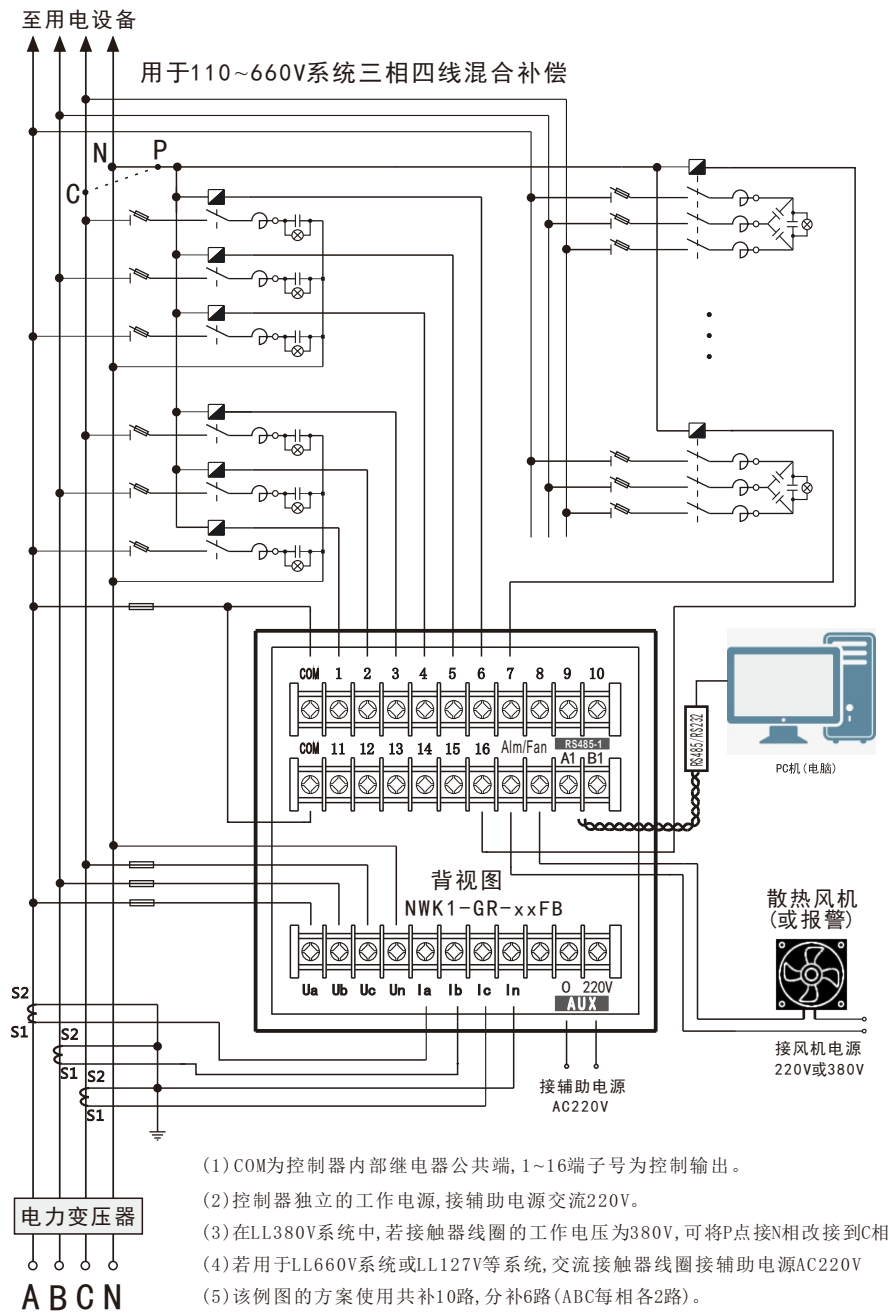 至用电设备
用于110~660V系统三相四线混合补偿
N P
C
COM 1 2 3 4 5 6 7 8 9 10
COM 11 12 13 14 15 16 Alm/Fan RS485-1
A1 B1
RS485/RS232
PC机(电脑)
背视图
NWK1-GR-xxFB
Ua Ub Uc Un Ia Ib Ic In O 220V
AUX
散热风机
(或报警)
接风机电源
220V或380V
接辅助电源
AC220V
S2
S1
S2
S1
S2
S1
电力变压器
A B C N
(1)COM为控制器内部继电器公共端,1~16端子号为控制输出。
(2)控制器独立的工作电源,接辅助电源交流220V。
(3)在LL380V系统中,若接触器线圈的工作电压为380V,可将P点接N相改接到C相
(4)若用于LL660V系统或LL127V等系统,交流接触器线圈接辅助电源AC220V
(5)该例图的方案使用共补10路,分补6路(ABC每相各2路)。